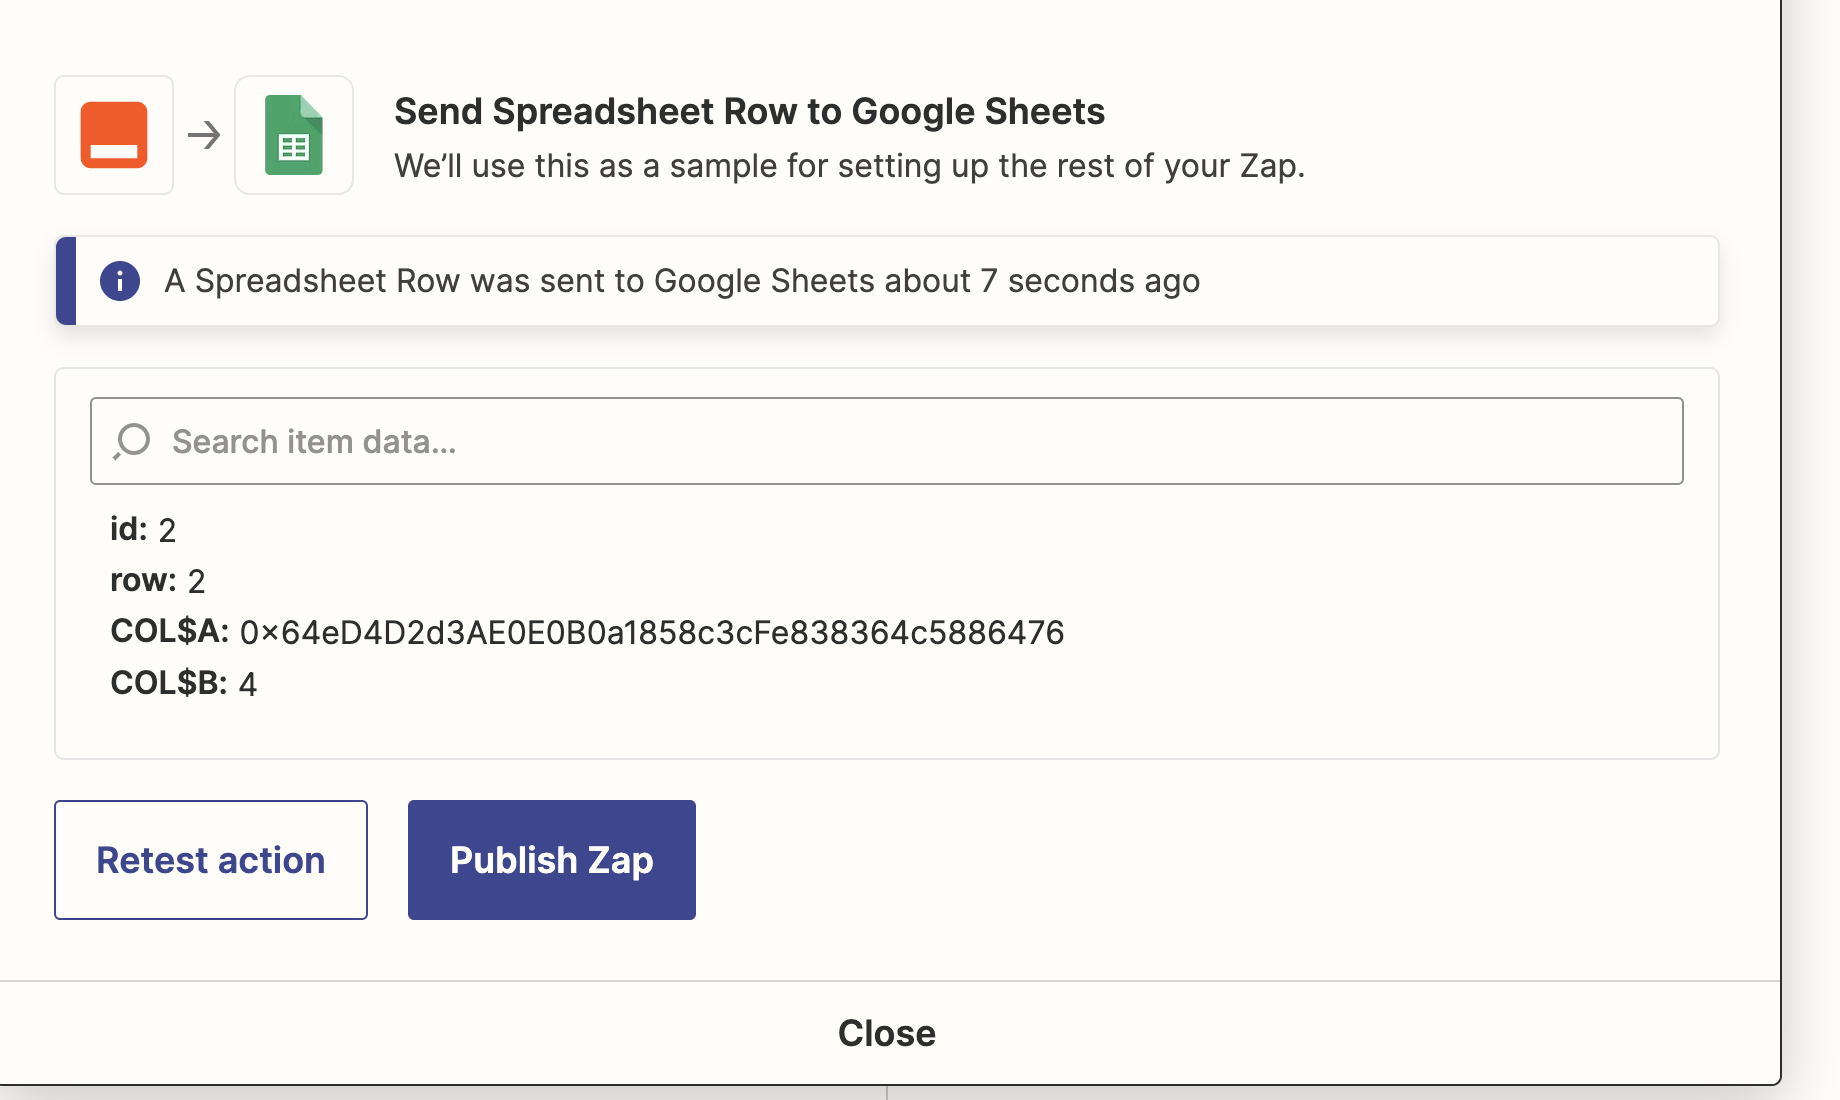 Send Spreadsheet Row to Google Sheets
We’ll use this as a sample for setting up the rest of your Zap.
A Spreadsheet Row was sent to Google Sheets about 7 seconds ago
Search item data...
id: 2
row: 2
COL$A: 0×64eD4D2d3AE0E0B0a1858c3cFe838364c5886476
COL$B: 4
Retest action
Publish Zap
Close